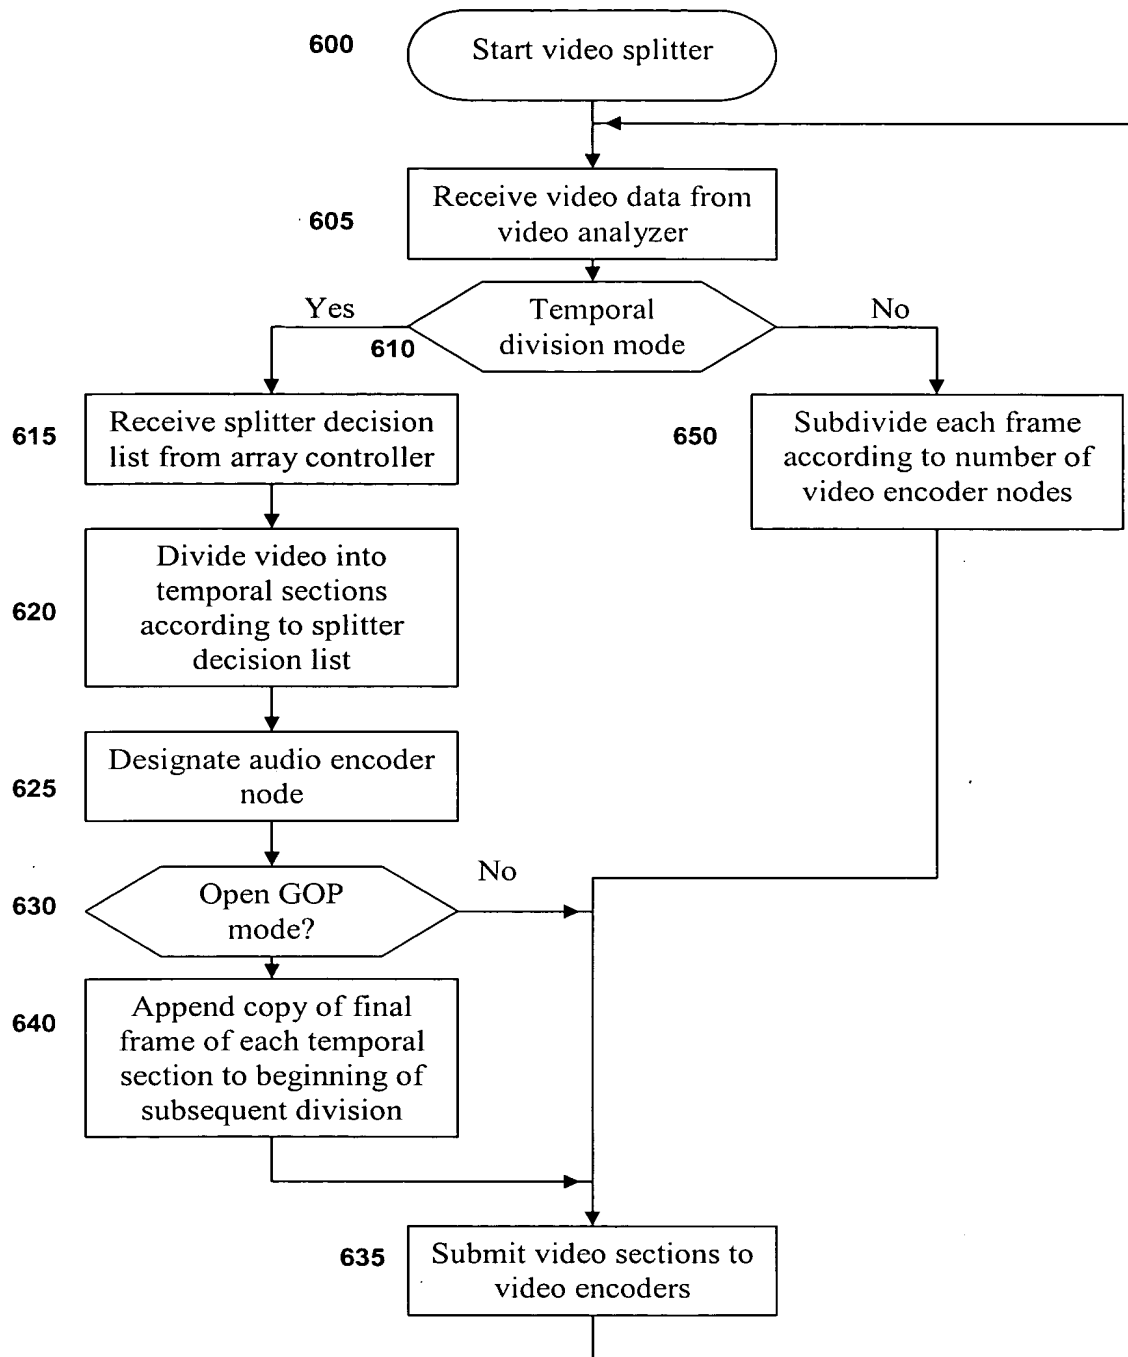 600
Start video splitter
605
Receive video data from
video analyzer
Yes
610
Temporal
division mode
No
615
Receive splitter decision
list from array controller
650
Subdivide each frame
according to number of
video encoder nodes
620
Divide video into
temporal sections
according to splitter
decision list
625
Designate audio encoder
node
630
Open GOP
mode?
No
640
Append copy of final
frame of each temporal
section to beginning of
subsequent division
635
Submit video sections to
video encoders